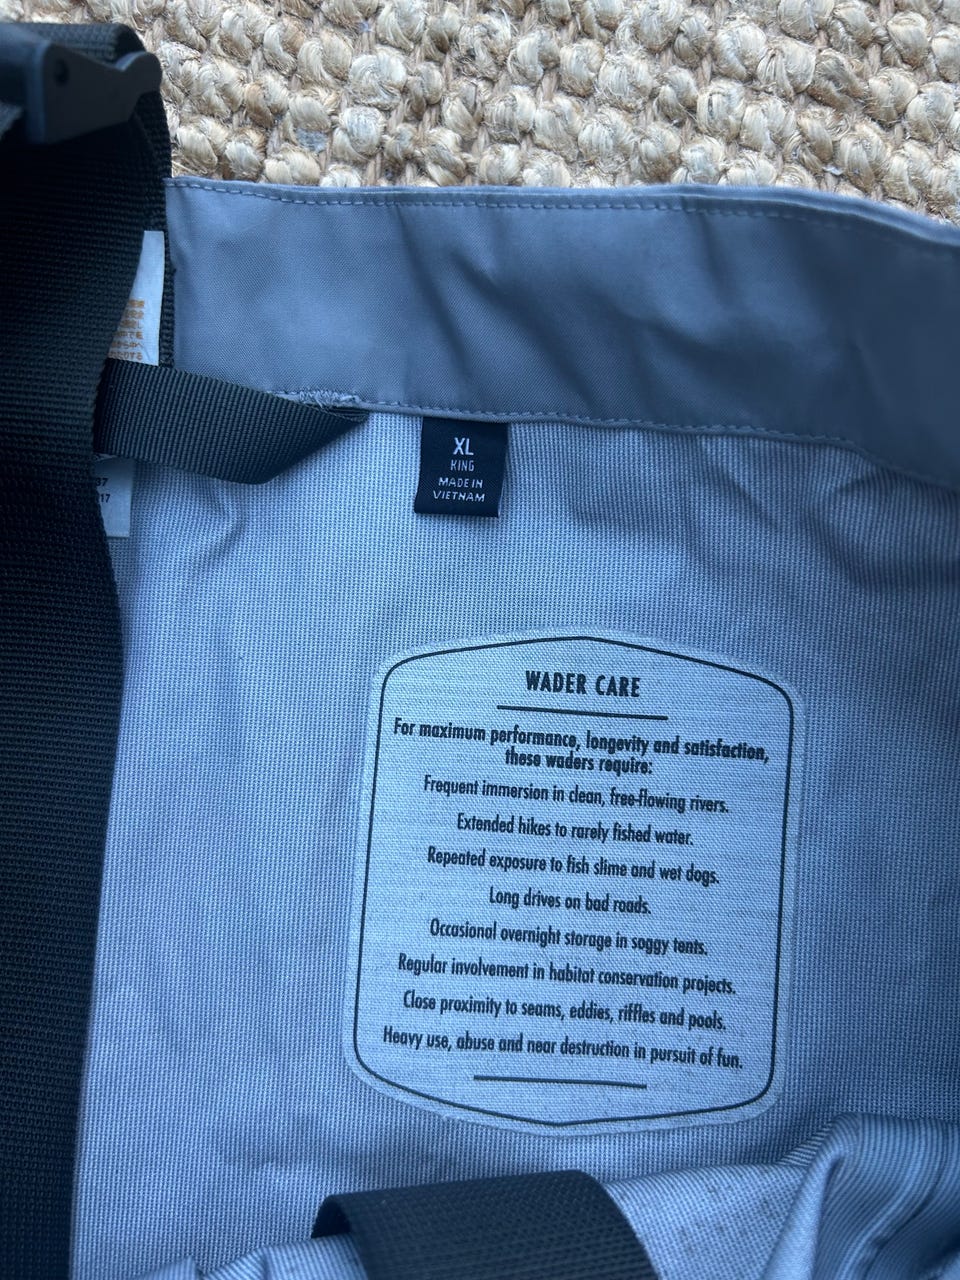 XL
KING
MADE IN
VIETNAM
37
17
WADER CARE
For maximum performance, longevity and satisfaction,
these waders require:
Frequent immersion in clean, free-flowing rivers.
Extended hikes to rarely fished water.
Repeated exposure to fish slime and wet dogs.
Long drives on bad roads.
Occasional overnight storage in soggy tents.
Regular involvement in habitat conservation projects.
Close proximity to seams, eddies, riffles and pools.
Heavy use, abuse and near destruction in pursuit of fun.